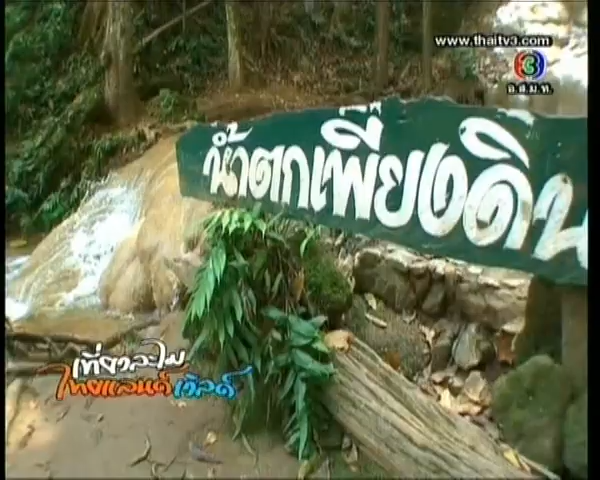 www.thaitv3.com
3
อ.ส.ม.ท.
น้ำตกเพียงดิน
เที่ยวละไม
ไทยแลนด์เวิลด์